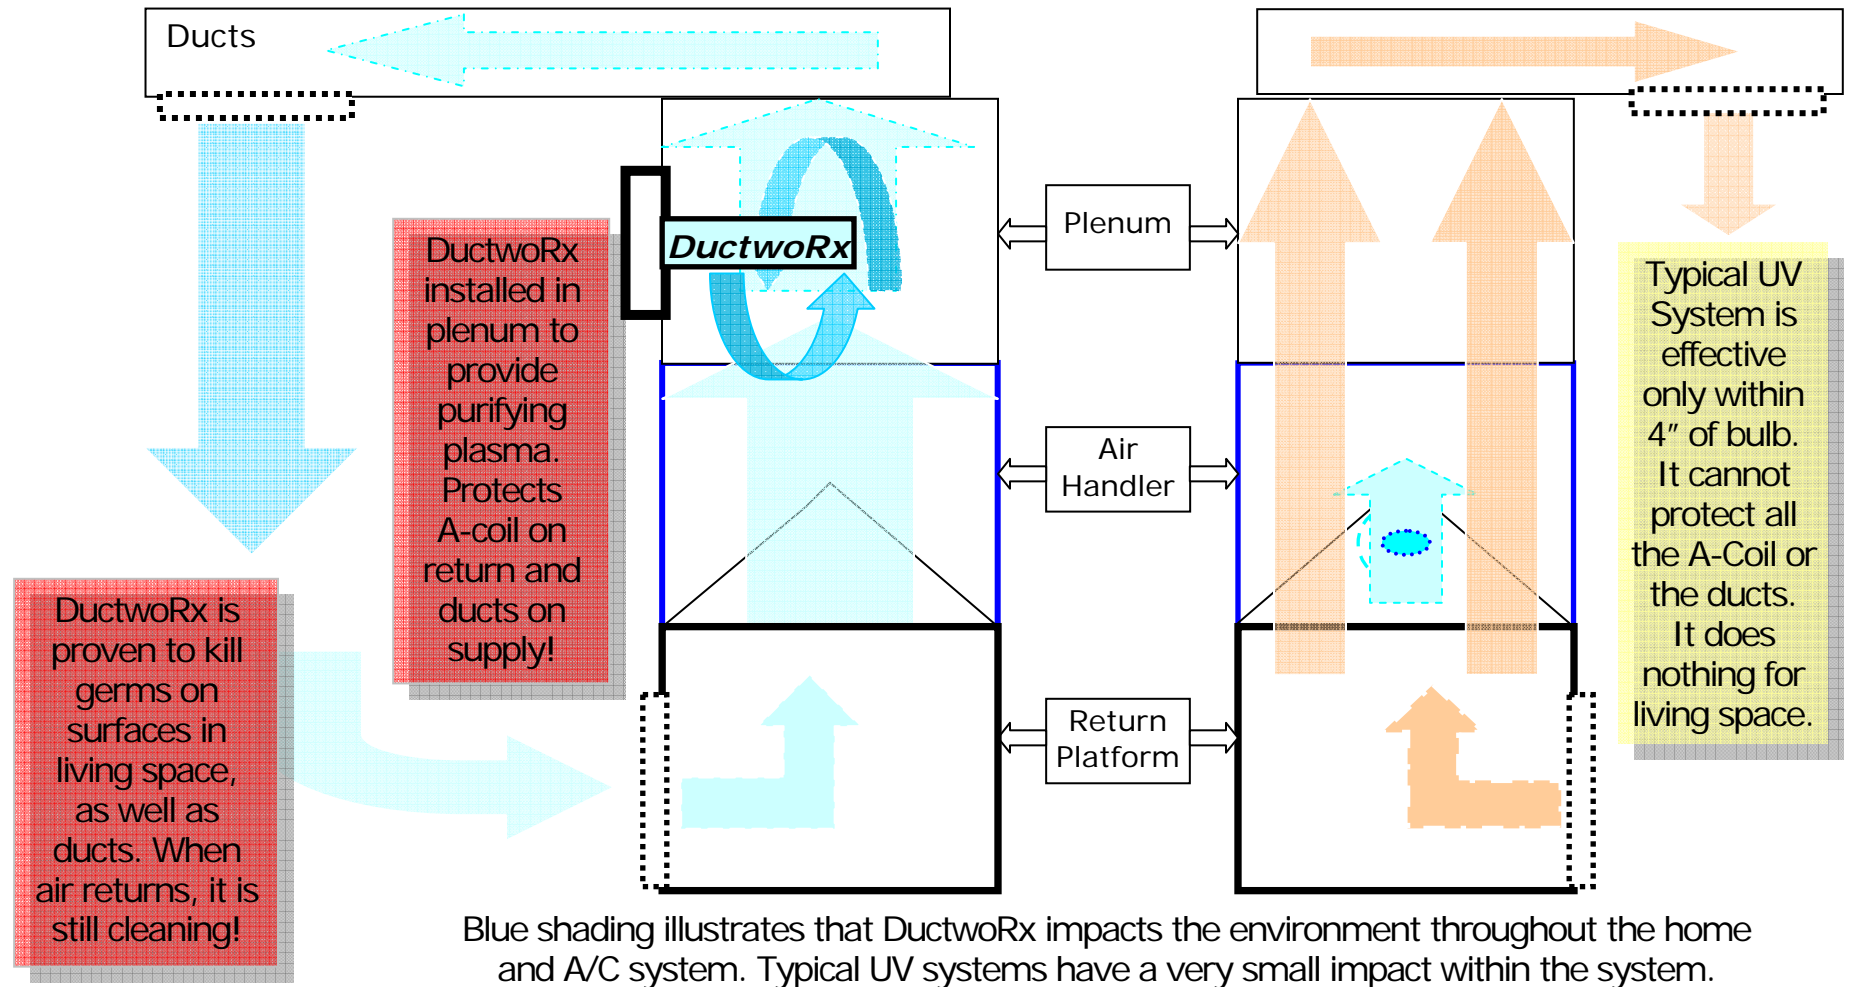 Ducts
DuctwoRx
installed in
plenum to
provide
purifying
plasma.
Protects
A-coil on
return and
ducts on
supply!
DuctwoRx
DuctwoRx is
proven to kill
germs on
surfaces in
living space,
as well as
ducts. When
air returns, it is
still cleaning!
Plenum
Air
Handler
Return
Platform
Typical UV
System is
effective
only within
4” of bulb.
It cannot
protect all
the A-Coil or
the ducts.
It does
nothing for
living space.
Blue shading illustrates that DuctwoRx impacts the environment throughout the home
and A/C system. Typical UV systems have a very small impact within the system.